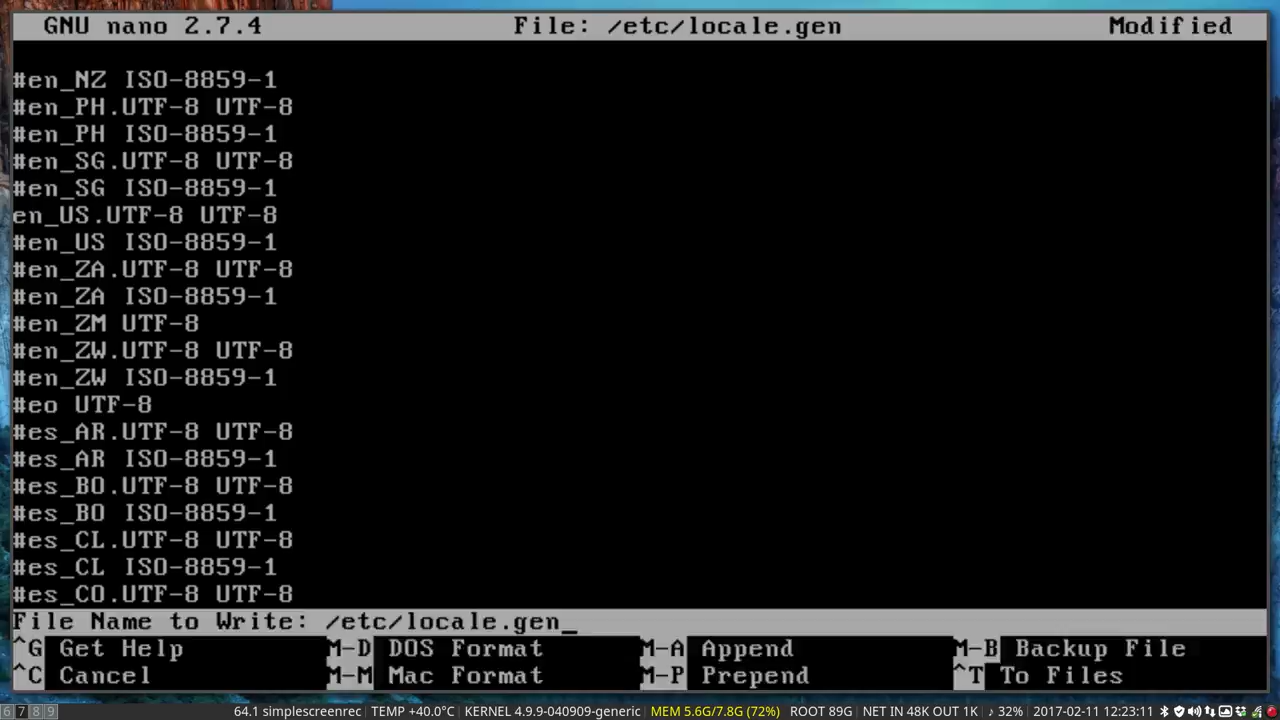 GNU nano 2.7.4 File: /etc/locale.gen Modified
#en_NZ ISO-8859-1
#en_PH.UTF-8 UTF-8
#en_PH ISO-8859-1
#en_SG.UTF-8 UTF-8
#en_SG ISO-8859-1
en_US.UTF-8 UTF-8
#en_US ISO-8859-1
#en_ZA.UTF-8 UTF-8
#en_ZA ISO-8859-1
#en_ZM UTF-8
#en_ZW.UTF-8 UTF-8
#en_ZW ISO-8859-1
#eo UTF-8
#es_AR.UTF-8 UTF-8
#es_AR ISO-8859-1
#es_BO.UTF-8 UTF-8
#es_BO ISO-8859-1
#es_CL.UTF-8 UTF-8
#es_CL ISO-8859-1
#es_CO.UTF-8 UTF-8
File Name to Write: /etc/locale.gen_
^G Get Help M-D DOS Format M-A Append M-B Backup File
^C Cancel M-M Mac Format M-P Prepend ^T To Files
6 7 8 9 64.1 simplescreenrec TEMP +40.0°C KERNEL 4.9.9-040909-generic MEM 5.6G/7.8G (72%) ROOT 89G NET IN 48K OUT 1K ♪ 32% 2017-02-11 12:23:11